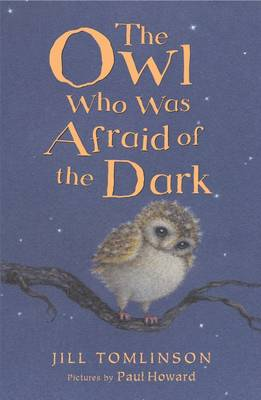 The
Owl
Who Was
Afraid of
the Dark
JILL TOMLINSON
Pictures by Paul Howard